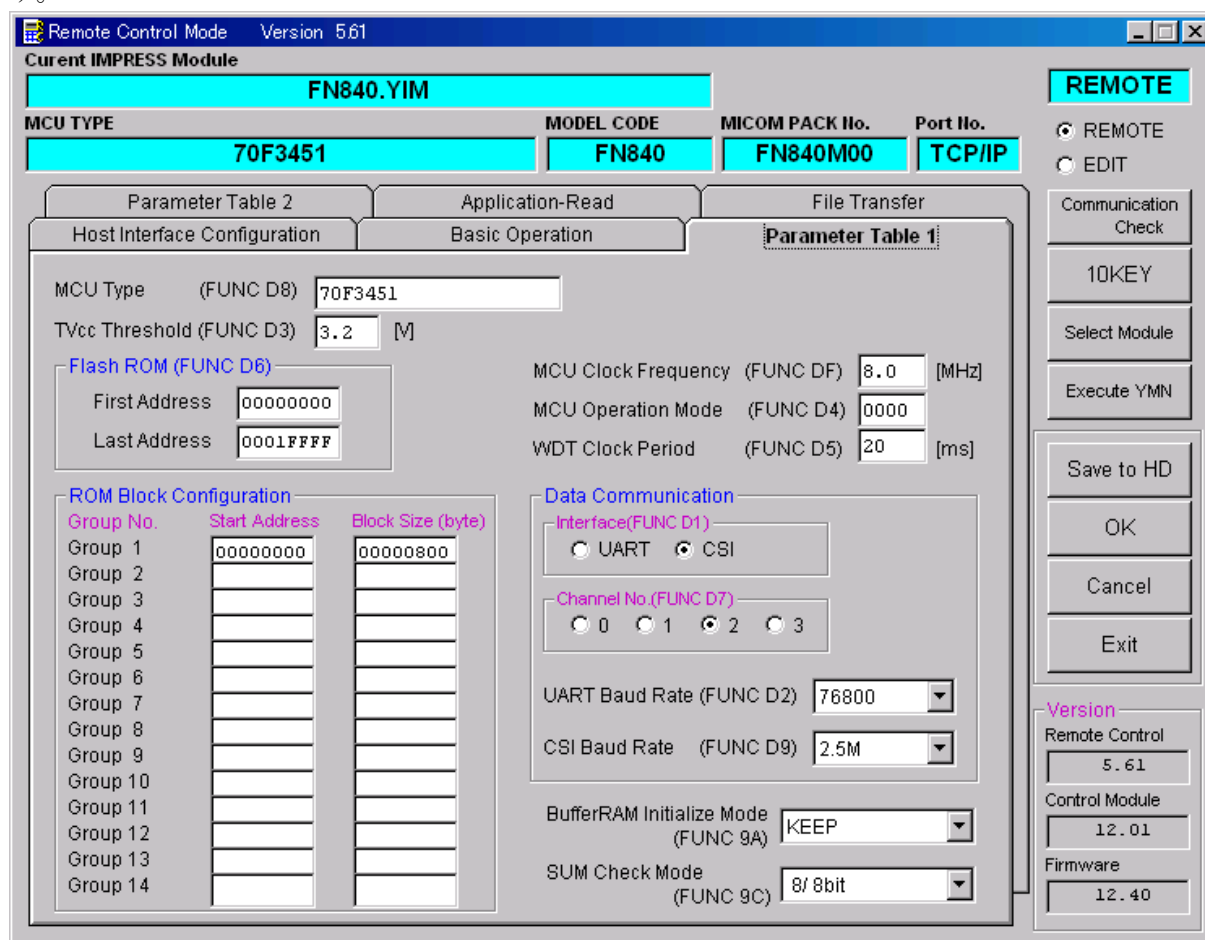 Remote Control Mode Version 5.61
Curent IMPRESS Module
FN840.YIM
REMOTE
MCU TYPE MODEL CODE MICOM PACK No. Port No.
70F3451 FN840 FN840M00 TCP/IP
REMOTE
EDIT
Parameter Table 2 Application-Read File Transfer
Host Interface Configuration Basic Operation Parameter Table 1
Communication Check
10KEY
Select Module
Execute YMN
Save to HD
OK
Cancel
Exit
MCU Type (FUNC D8) 70F3451
TVcc Threshold (FUNC D3) 3.2 [V]
Flash ROM (FUNC D6)
First Address 00000000
Last Address 0001FFFF
MCU Clock Frequency (FUNC DF) 8.0 [MHz]
MCU Operation Mode (FUNC D4) 0000
WDT Clock Period (FUNC D5) 20 [ms]
ROM Block Configuration
Group No. Start Address Block Size (byte)
Group 1 00000000 00000800
Group 2
Group 3
Group 4
Group 5
Group 6
Group 7
Group 8
Group 9
Group 10
Group 11
Group 12
Group 13
Group 14
Data Communication
Interface(FUNC D1)
UART CSI
Channel No.(FUNC D7)
0 1 2 3
UART Baud Rate (FUNC D2) 76800
CSI Baud Rate (FUNC D9) 2.5M
BufferRAM Initialize Mode
(FUNC 9A) KEEP
SUM Check Mode
(FUNC 9C) 8/ 8bit
Version
Remote Control
5.61
Control Module
12.01
Firmware
12.40